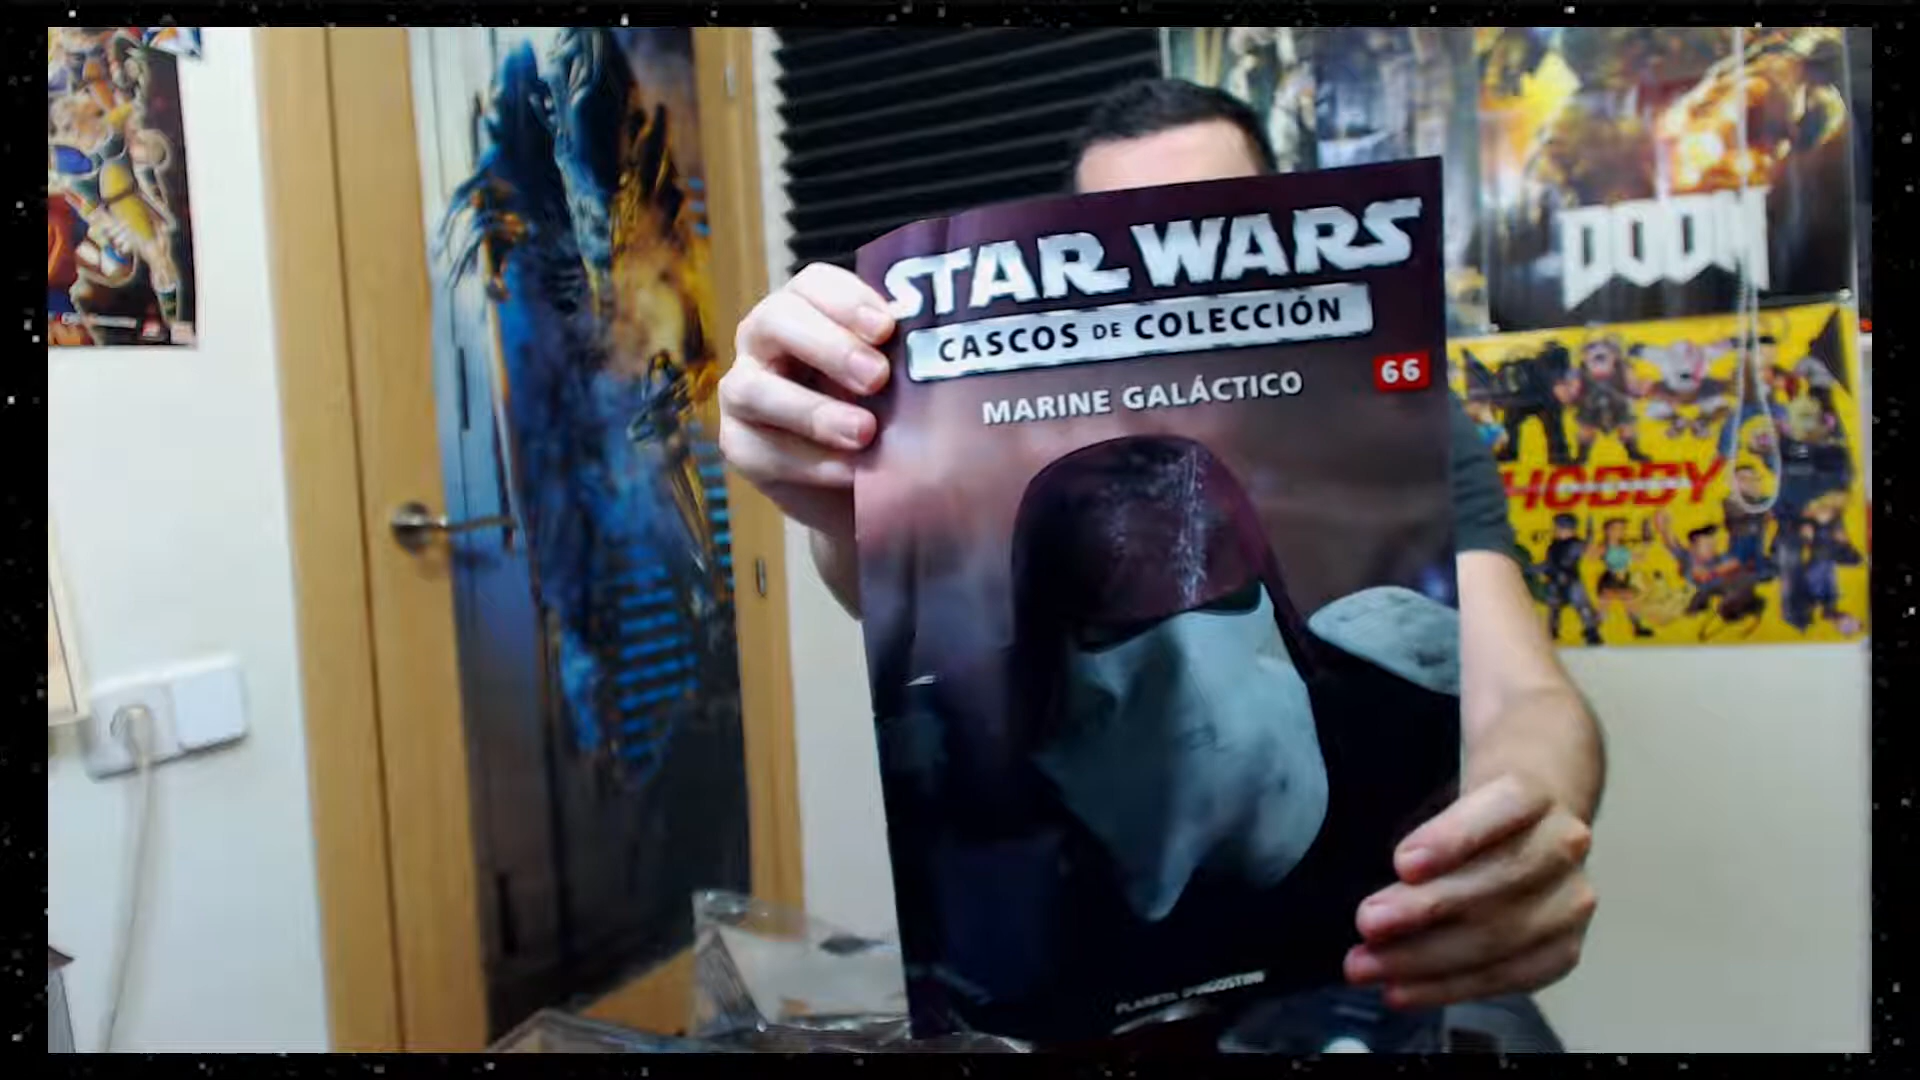 STAR WARS
CASCOS DE COLECCIÓN
MARINE GALÁCTICO
66
PLANETA DEAGOSTINI
DOOM
HOBBY